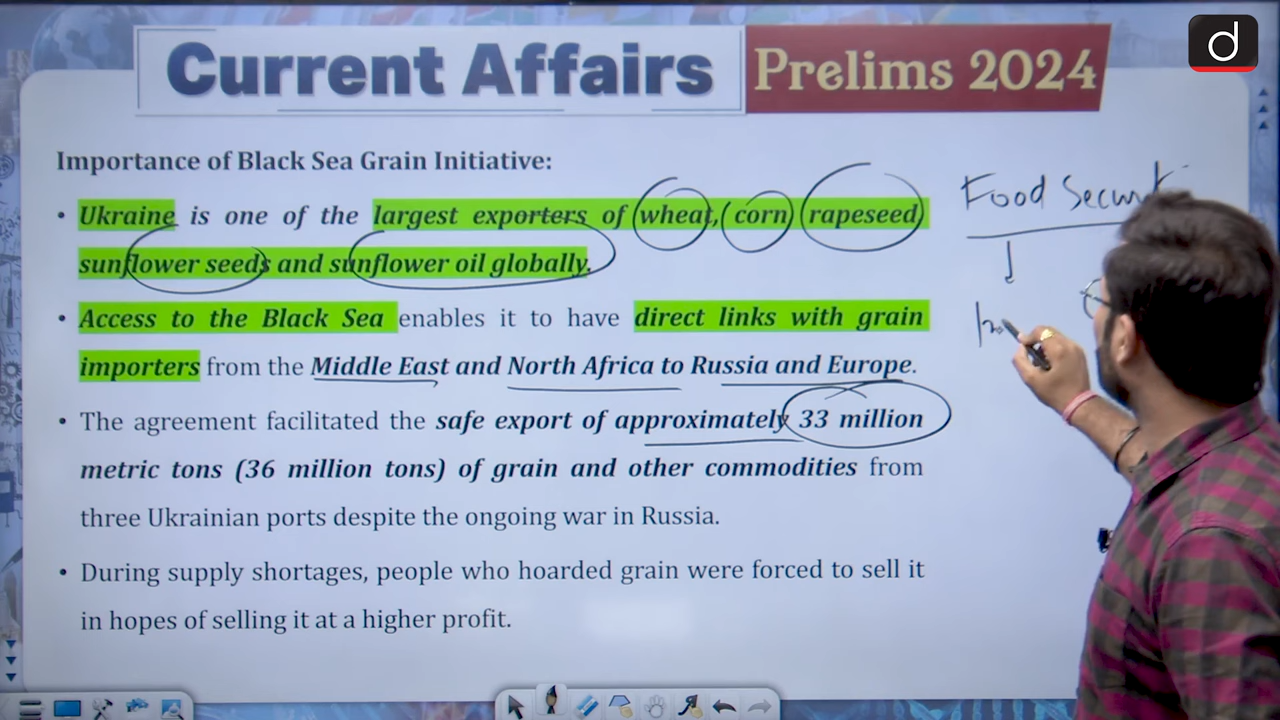 d
Current Affairs Prelims 2024
Importance of Black Sea Grain Initiative:
• Ukraine is one of the largest exporters of wheat, corn, rapeseed,
sunflower seeds and sunflower oil globally.
• Access to the Black Sea enables it to have direct links with grain
importers from the Middle East and North Africa to Russia and Europe.
• The agreement facilitated the safe export of approximately 33 million
metric tons (36 million tons) of grain and other commodities from
three Ukrainian ports despite the ongoing war in Russia.
• During supply shortages, people who hoarded grain were forced to sell it
in hopes of selling it at a higher profit.
Food